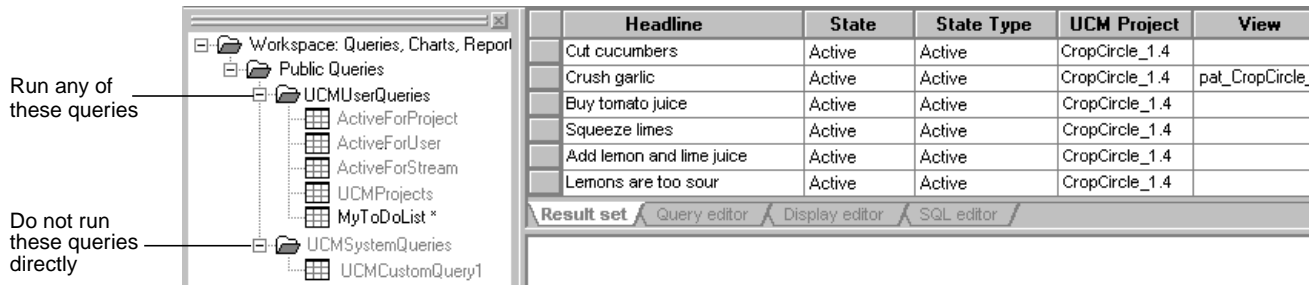 Run any of
these queries
Do not run
these queries
directly
Workspace: Queries, Charts, Report
Public Queries
UCMUserQueries
ActiveForProject
ActiveForUser
ActiveForStream
UCMProjects
MyToDoList *
UCMSystemQueries
UCMCustomQuery1
Headline State State Type UCM Project View
Cut cucumbers Active Active CropCircle_1.4
Crush garlic Active Active CropCircle_1.4 pat_CropCircle_
Buy tomato juice Active Active CropCircle_1.4
Squeeze limes Active Active CropCircle_1.4
Add lemon and lime juice Active Active CropCircle_1.4
Lemons are too sour Active Active CropCircle_1.4
Result set Query editor Display editor SQL editor